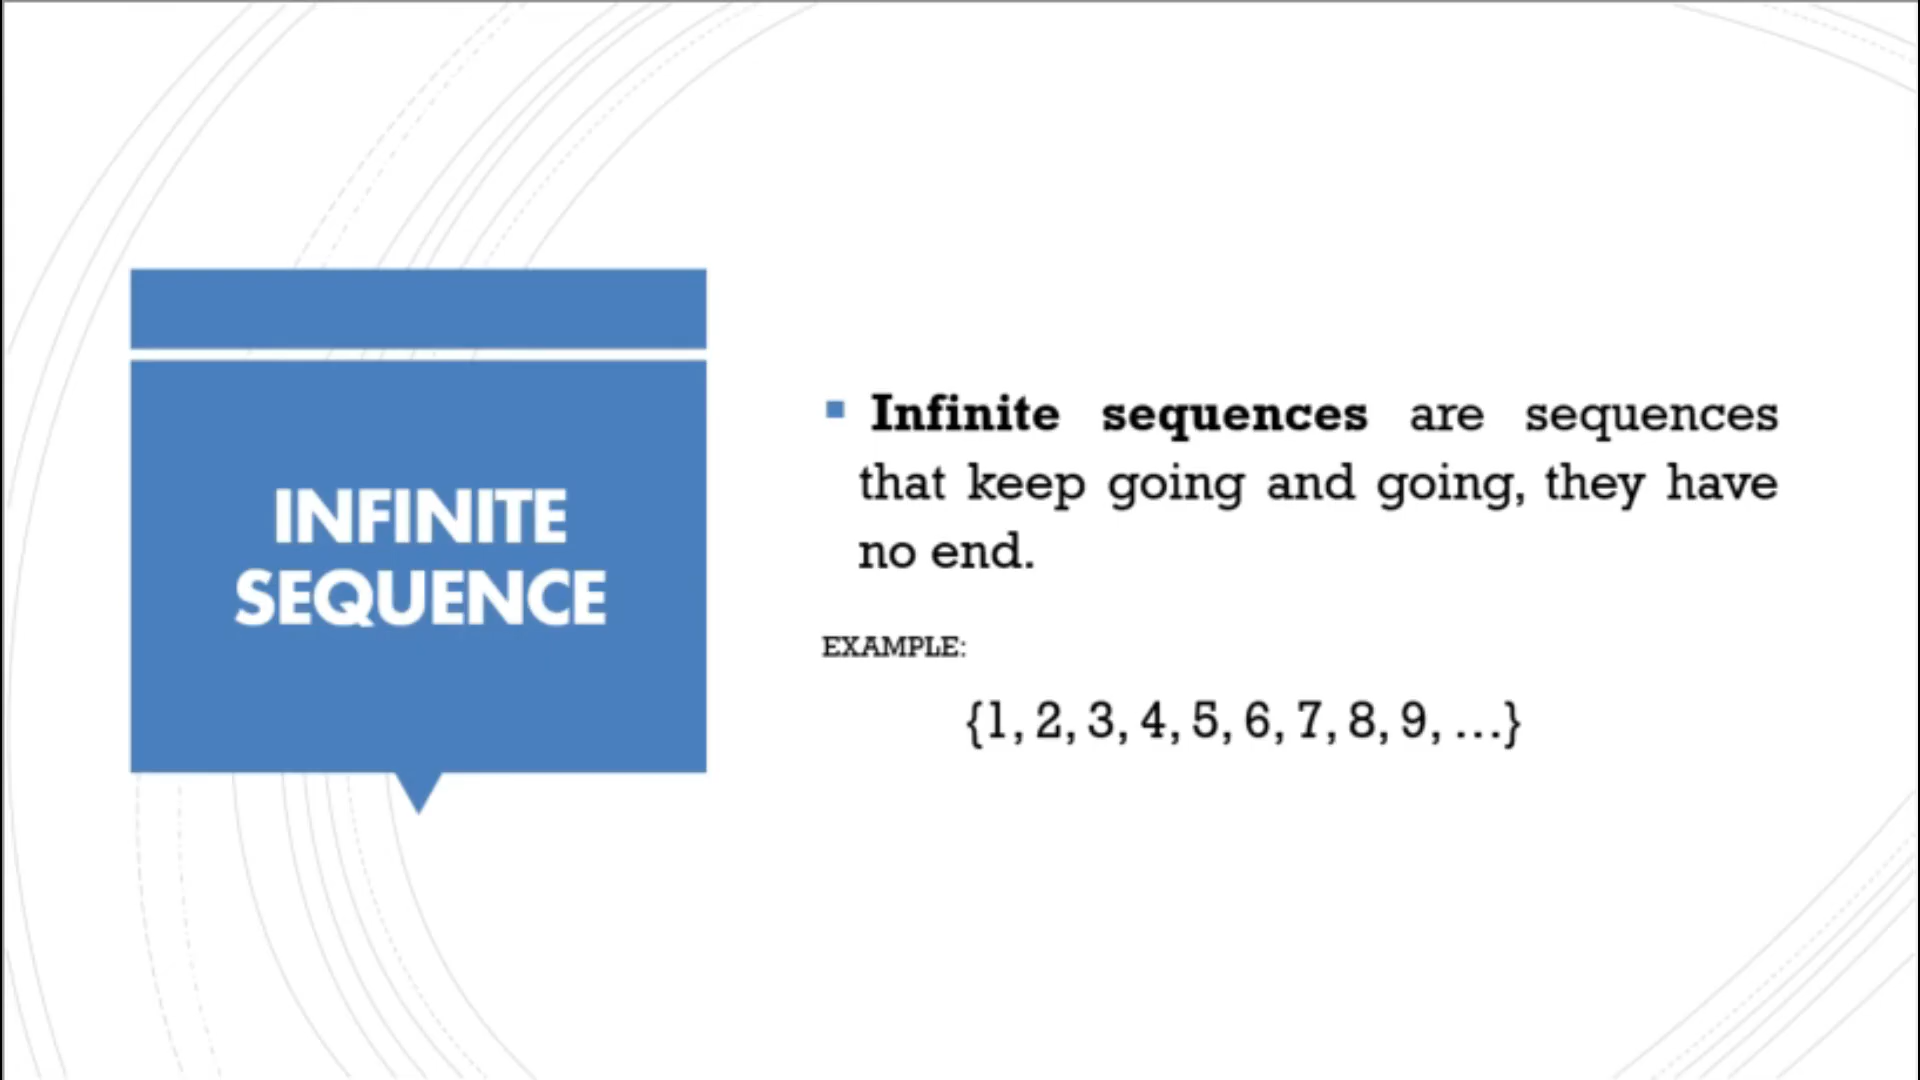 INFINITE
SEQUENCE
▪ Infinite sequences are sequences
that keep going and going, they have
no end.
EXAMPLE:
{1, 2, 3, 4, 5, 6, 7, 8, 9, …}